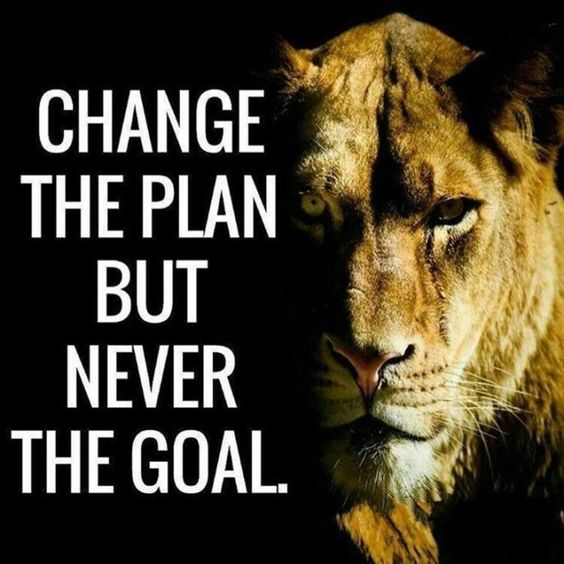 CHANGE
THE PLAN
BUT
NEVER
THE GOAL.